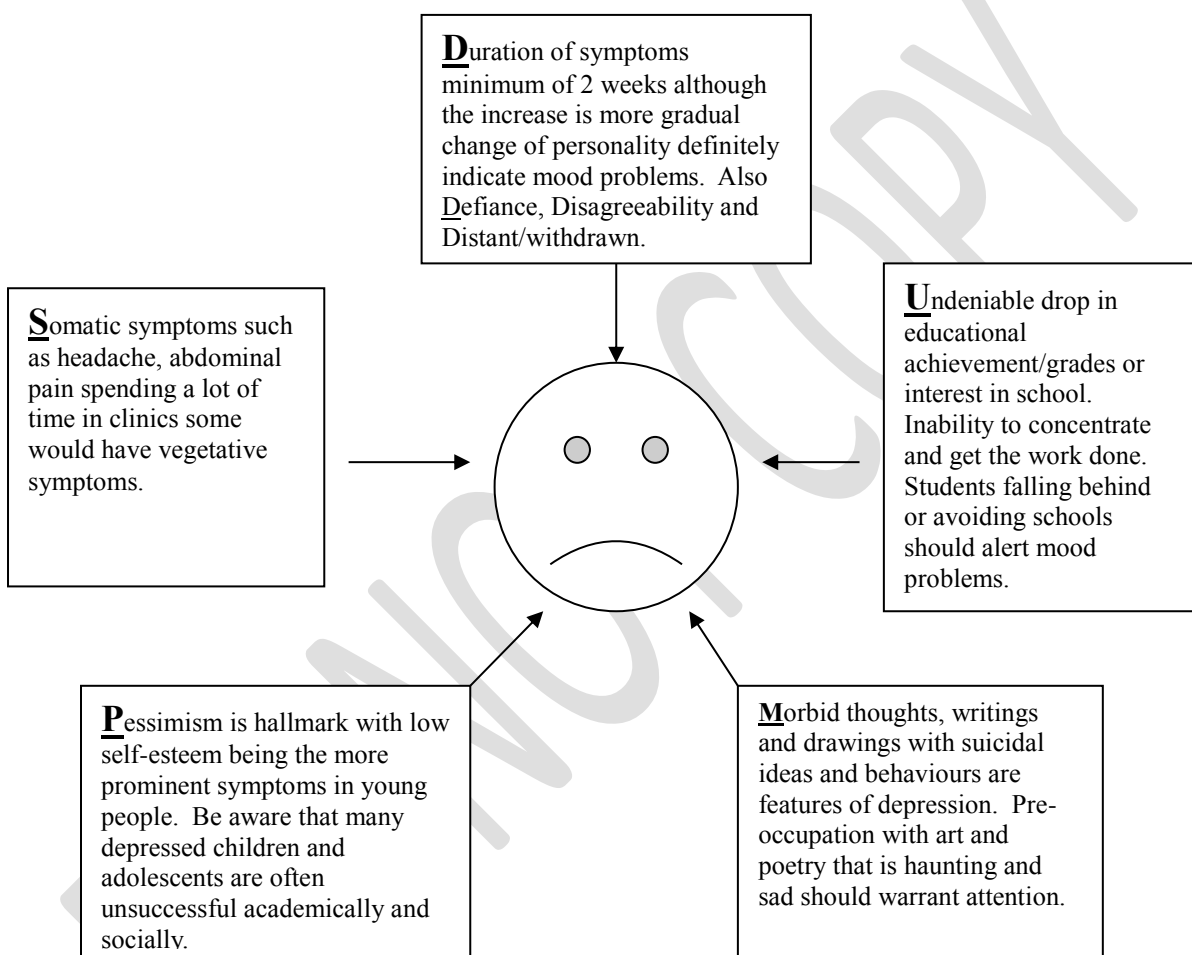 Duration of symptoms
minimum of 2 weeks although
the increase is more gradual
change of personality definitely
indicate mood problems.  Also
Defiance, Disagreeability and
Distant/withdrawn.
Somatic symptoms such
as headache, abdominal
pain spending a lot of
time in clinics some
would have vegetative
symptoms.
Undeniable drop in
educational
achievement/grades or
interest in school.
Inability to concentrate
and get the work done.
Students falling behind
or avoiding schools
should alert mood
problems.
Pessimism is hallmark with low
self-esteem being the more
prominent symptoms in young
people.  Be aware that many
depressed children and
adolescents are often
unsuccessful academically and
socially.
Morbid thoughts, writings
and drawings with suicidal
ideas and behaviours are
features of depression.  Pre-
occupation with art and
poetry that is haunting and
sad should warrant attention.
COPY